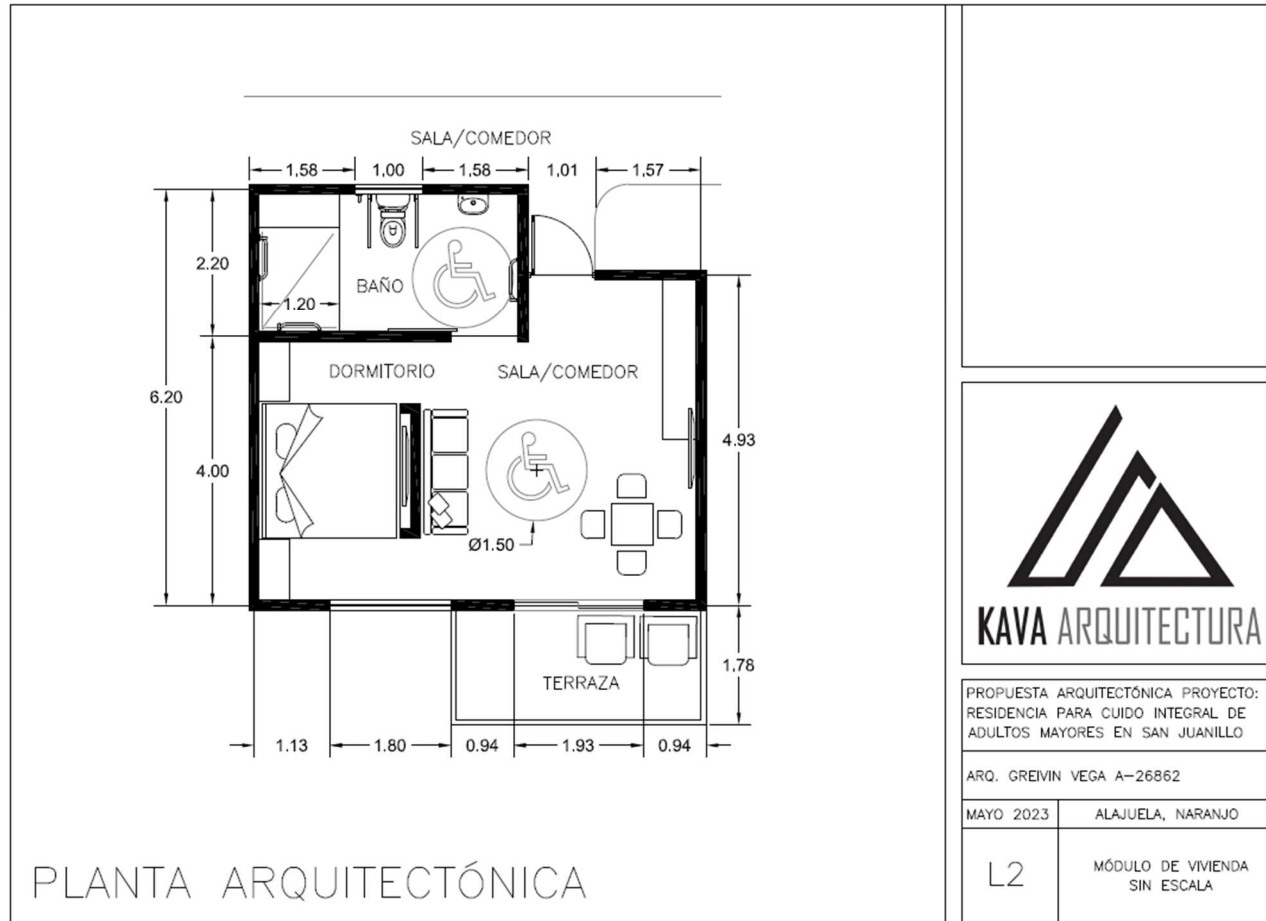 SALA/COMEDOR
1,58 1,00 1,58 1,01 1,57
2.20
BAÑO
1.20
DORMITORIO SALA/COMEDOR
6.20
4.00
4.93
Ø1.50
1,78
TERRAZA
1.13 1.80 0.94 1.93 0.94
PLANTA ARQUITECTÓNICA
KAVA ARQUITECTURA
PROPUESTA ARQUITECTÓNICA PROYECTO:
RESIDENCIA PARA CUIDO INTEGRAL DE
ADULTOS MAYORES EN SAN JUANILLO
ARQ. GREIVIN VEGA A-26862
MAYO 2023 ALAJUELA, NARANJO
L2
MÓDULO DE VIVIENDA
SIN ESCALA